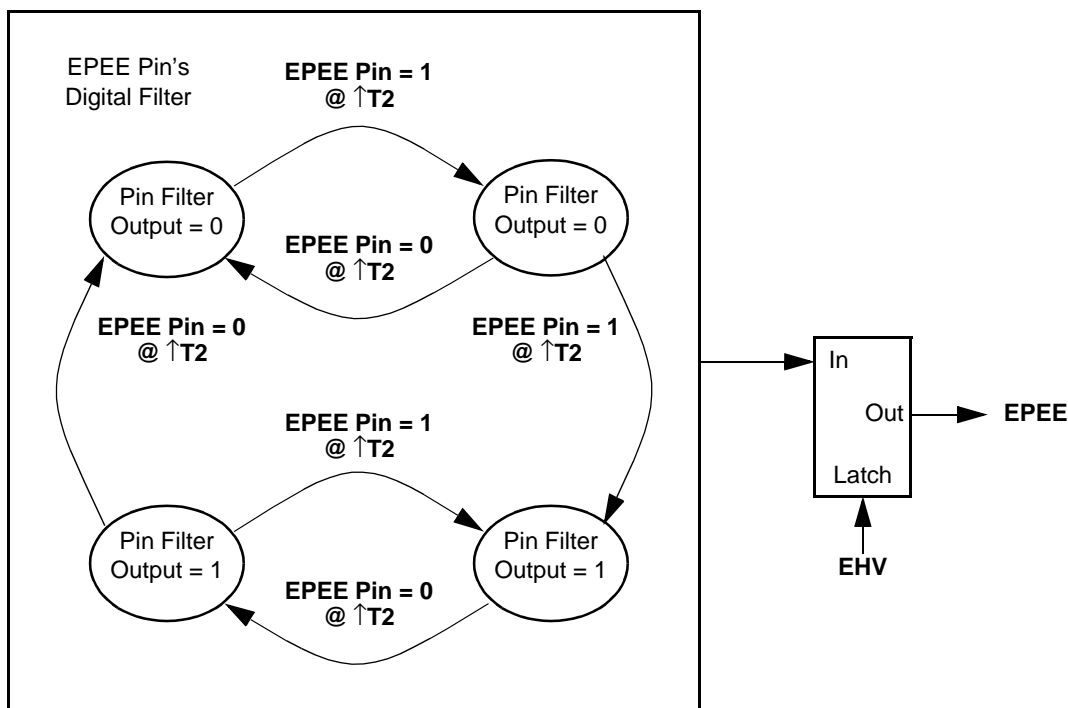 EPEE Pin's
Digital Filter
EPEE Pin = 1
@ ↑T2
Pin Filter
Output = 0
Pin Filter
Output = 0
EPEE Pin = 0
@ ↑T2
EPEE Pin = 0
@ ↑T2
EPEE Pin = 1
@ ↑T2
In
Out
EPEE
Latch
EHV
EPEE Pin = 1
@ ↑T2
Pin Filter
Output = 1
Pin Filter
Output = 1
EPEE Pin = 0
@ ↑T2